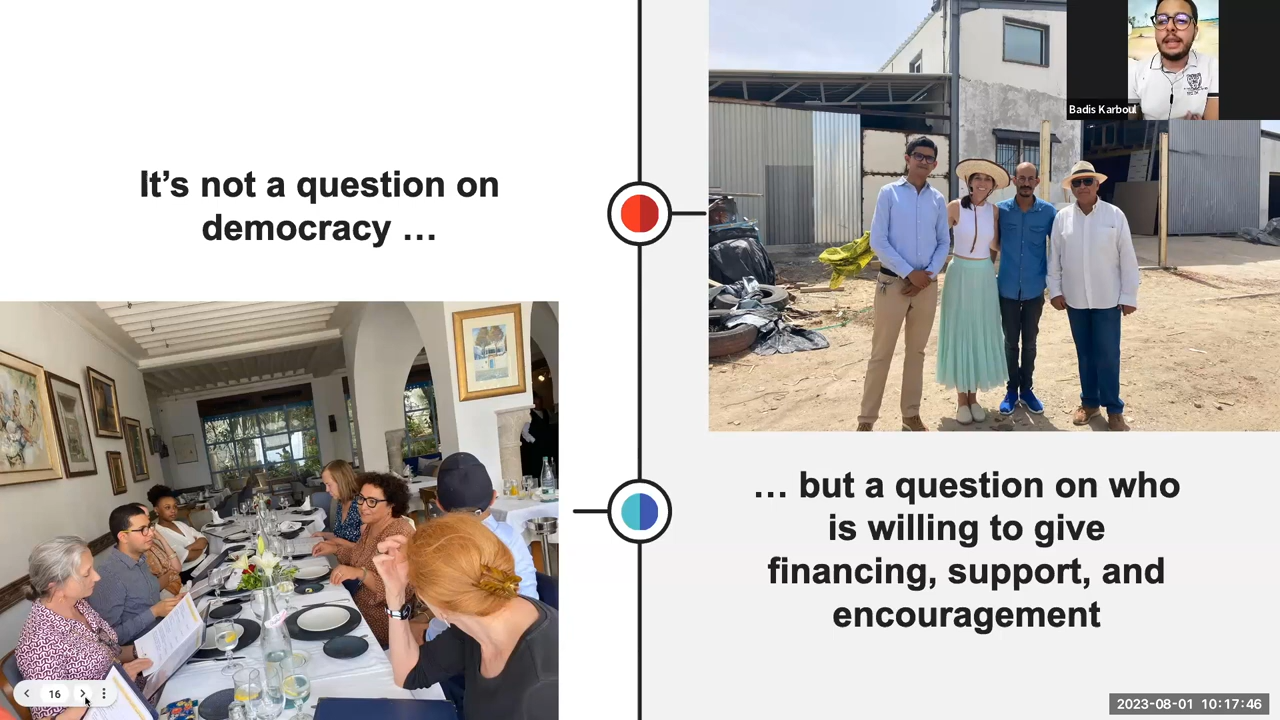 It's not a question on
democracy …
Badis Karboul
… but a question on who
is willing to give
financing, support, and
encouragement
16
2023-08-01 10:17:46